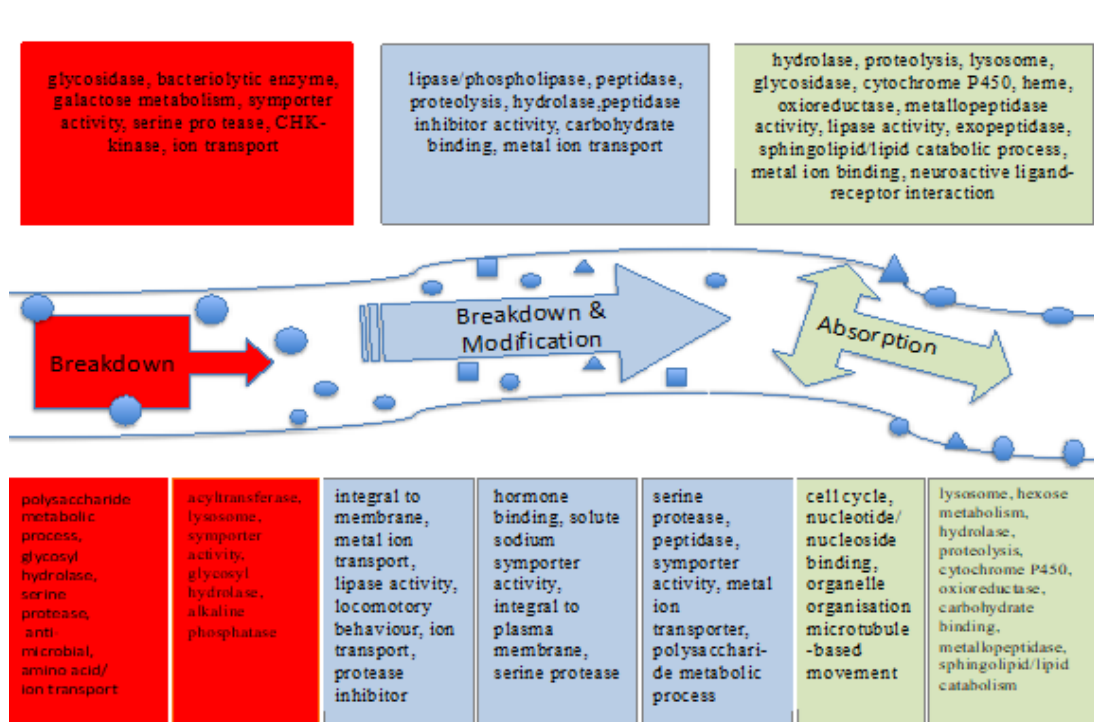 glycosidase, bacteriolytic enzyme,
galactose metabolism, symporter
activity, serine pro tease, CHK-
kinase, ion transport
lipase/phospholipase, peptidase,
proteolysis, hydrolase,peptidase
inhibitor activity, carbohydrate
binding, metal ion transport
hydrolase, proteolysis, lysosome,
glycosidase, cytochrome P450, heme,
oxioreductase, metallopeptidase
activity, lipase activity, exopeptidase,
sphingolipid/lipid catabolic process,
metal ion binding, neuroactive ligand-
receptor interaction
Breakdown
Breakdown &
Modification
Absorption
polysaccharide
metabolic
process,
glycosyl
hydrolase,
serine
protease,
anti-
microbial,
amino acid/
ion transport
acyltransferase,
lysosome,
symporter
activity,
glycosyl
hydrolase,
alkaline
phosphatase
integral to
membrane,
metal ion
transport,
lipase activity,
locomotory
behaviour, ion
transport,
protease
inhibitor
hormone
binding, solute
sodium
symporter
activity,
integral to
plasma
membrane,
serine protease
serine
protease,
peptidase,
symporter
activity, metal
ion
transporter,
polysacchari-
de metabolic
process
cell cycle,
nucleotide/
nucleoside
binding,
organelle
organisation
microtubule
-based
movement
lysosome, hexose
metabolism,
hydrolase,
proteolysis,
cytochrome P450,
oxioreductase,
carbohydrate
binding,
metallopeptidase,
sphingolipid/lipid
catabolism